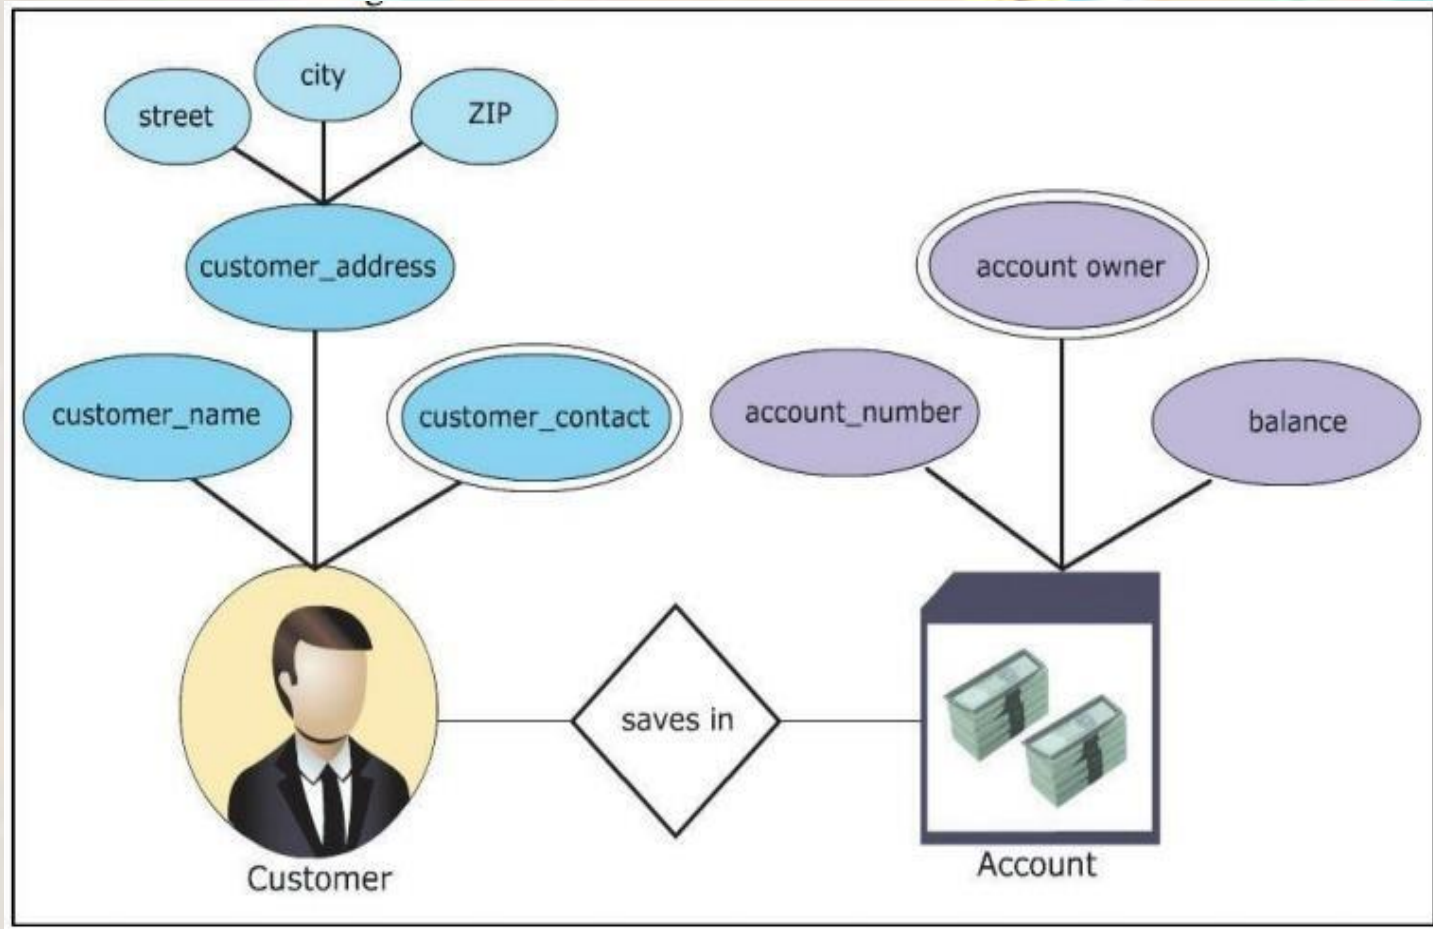 city
street
ZIP
customer_address
account owner
customer_name
customer_contact
account_number
balance
saves in
Customer
Account